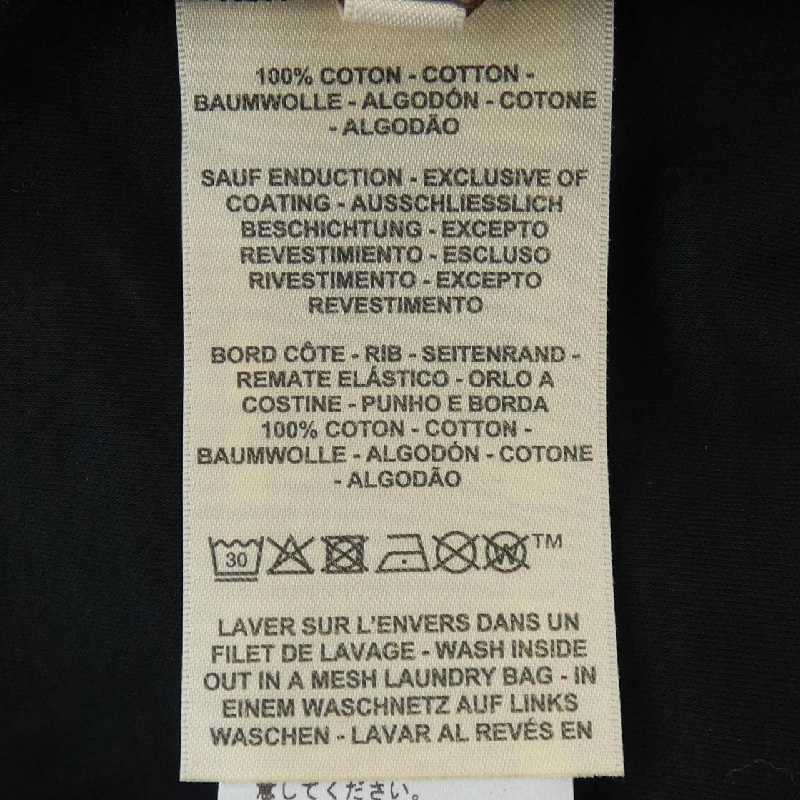 100% COTON - COTTON -
BAUMWOLLE - ALGODÓN - COTONE
- ALGODÃO
SAUF ENDUCTION - EXCLUSIVE OF
COATING - AUSSCHLIESSLICH
BESCHICHTUNG - EXCEPTO
REVESTIMIENTO - ESCLUSO
RIVESTIMENTO - EXCEPTO
REVESTIMENTO
BORD CÔTE - RIB - SEITENRAND -
REMATE ELÁSTICO - ORLO A
COSTINE - PUNHO E BORDA
100% COTON - COTTON -
BAUMWOLLE - ALGODÓN - COTONE
- ALGODÃO
30 W TM
LAVER SUR L'ENVERS DANS UN
FILET DE LAVAGE - WASH INSIDE
OUT IN A MESH LAUNDRY BAG - IN
EINEM WASCHNETZ AUF LINKS
WASCHEN - LAVAR AL REVÉS EN
意してください。